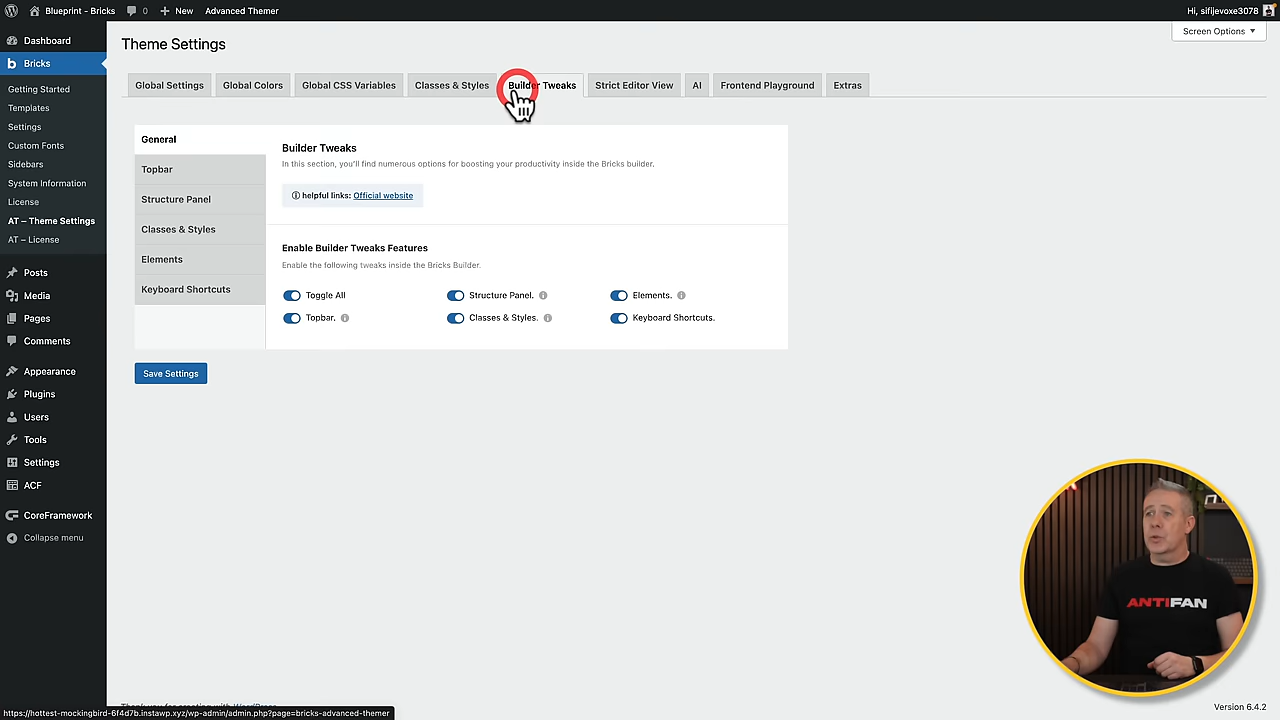 Blueprint - Bricks
0
New
Advanced Themer
Hi, sifijevoxe3078
Screen Options
Dashboard
Bricks
Getting Started
Templates
Settings
Custom Fonts
Sidebars
System Information
License
AT – Theme Settings
AT – License
Posts
Media
Pages
Comments
Appearance
Plugins
Users
Tools
Settings
ACF
CoreFramework
Collapse menu
Theme Settings
Global Settings
Global Colors
Global CSS Variables
Classes & Styles
Builder Tweaks
Strict Editor View
AI
Frontend Playground
Extras
General
Topbar
Structure Panel
Classes & Styles
Elements
Keyboard Shortcuts
Builder Tweaks
In this section, you'll find numerous options for boosting your productivity inside the Bricks builder.
helpful links: Official website
Enable Builder Tweaks Features
Enable the following tweaks inside the Bricks Builder.
Toggle All
Structure Panel.
Elements.
Topbar.
Classes & Styles.
Keyboard Shortcuts.
Save Settings
ANTIFAN
Thank you for creating with WordPress
https://hottest-mockingbird-6f4d7b.instawp.xyz/wp-admin/admin.php?page=bricks-advanced-themer
Version 6.4.2